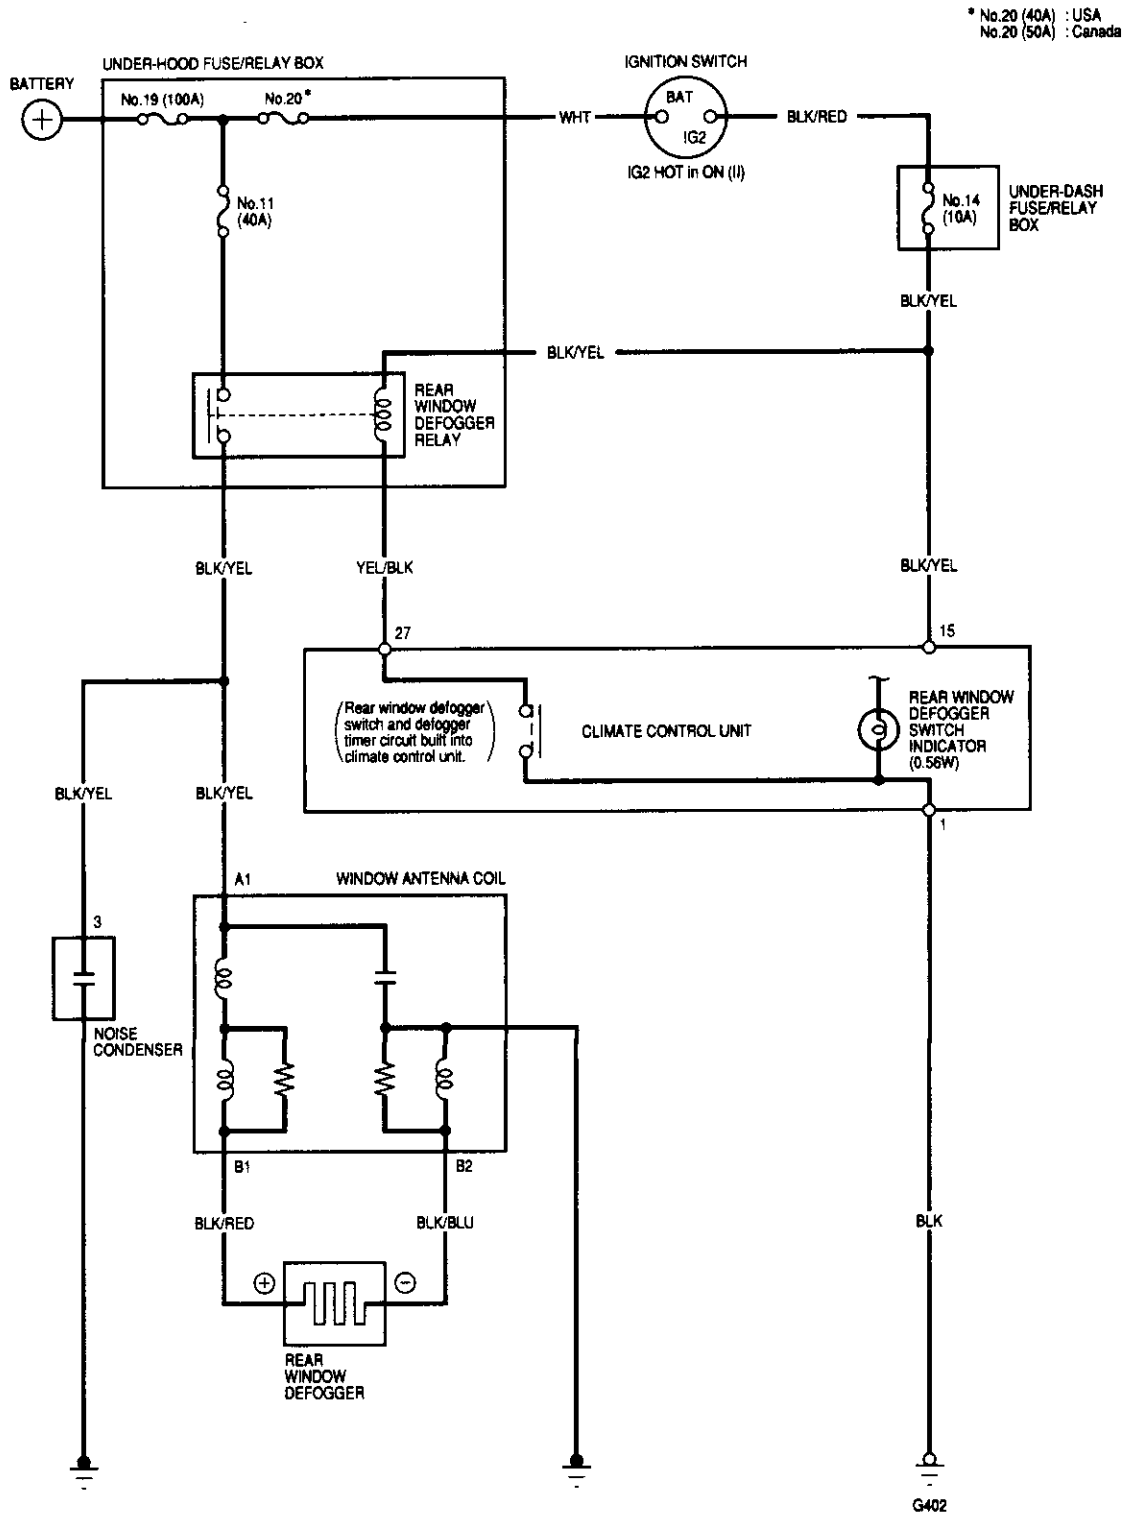 * No.20 (40A) : USA
No.20 (50A) : Canada
UNDER-HOOD FUSE/RELAY BOX
IGNITION SWITCH
BATTERY
+
No.19 (100A)
No.20*
BAT
WHT
BLK/RED
IG2
IG2 HOT in ON (II)
No.11
(40A)
No.14
(10A)
UNDER-DASH
FUSE/RELAY
BOX
BLK/YEL
BLK/YEL
REAR
WINDOW
DEFOGGER
RELAY
BLK/YEL
YEL/BLK
BLK/YEL
27
15
(Rear window defogger
switch and defogger
timer circuit built into
climate control unit.)
CLIMATE CONTROL UNIT
REAR WINDOW
DEFOGGER
SWITCH
INDICATOR
(0.56W)
BLK/YEL
BLK/YEL
1
A1
WINDOW ANTENNA COIL
3
NOISE
CONDENSER
B1
B2
BLK/RED
BLK/BLU
BLK
+
−
REAR
WINDOW
DEFOGGER
G402